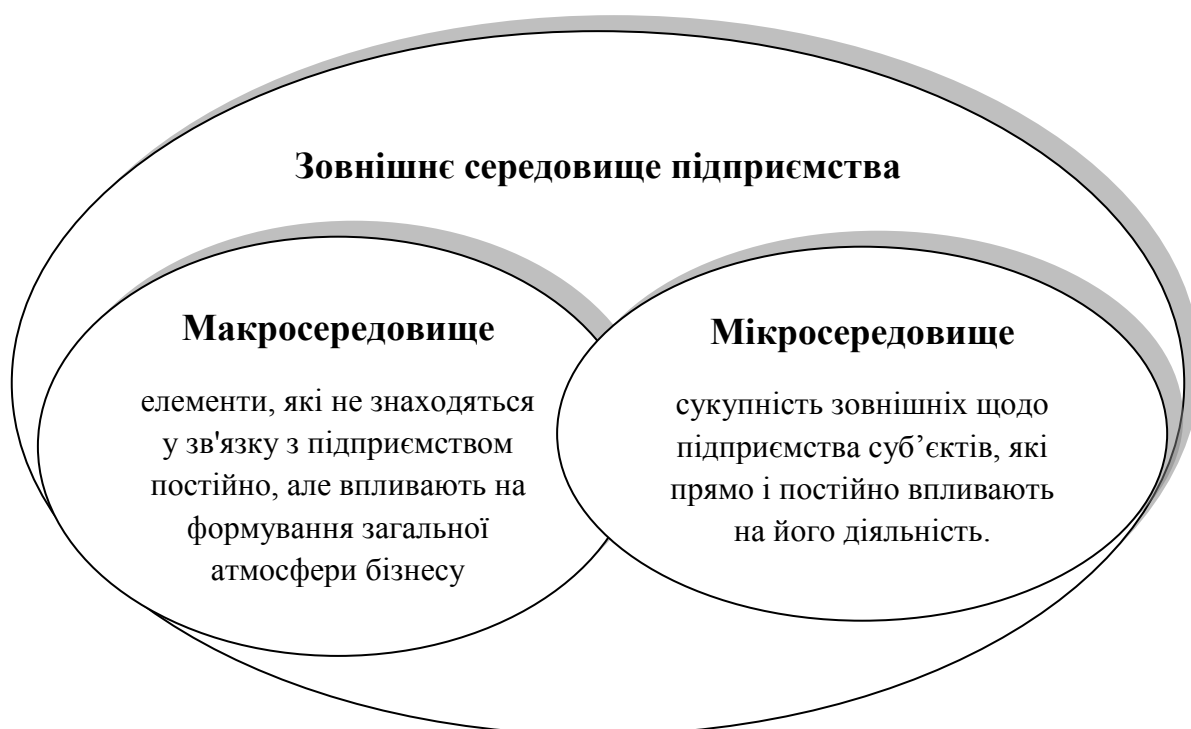 Зовнішнє середовище підприємства
Макросередовище
елементи, які не знаходяться
у зв'язку з підприємством
постійно, але впливають на
формування загальної
атмосфери бізнесу
Мікросередовище
сукупність зовнішніх щодо
підприємства суб’єктів, які
прямо і постійно впливають
на його діяльність.